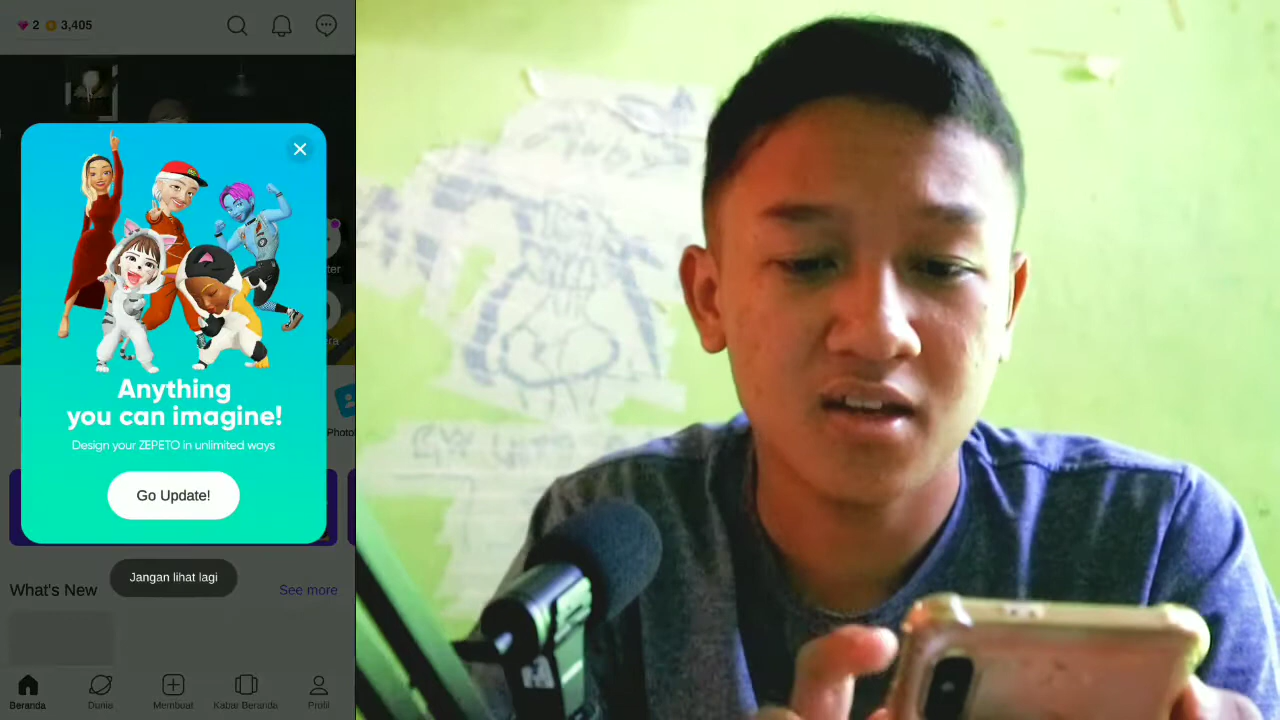 2 3,405
Anything
you can imagine!
Design your ZEPETO in unlimited ways
Go Update!
Jangan lihat lagi
What's New
See more
Beranda
Dunia
Membuat
Kabar Beranda
Profil